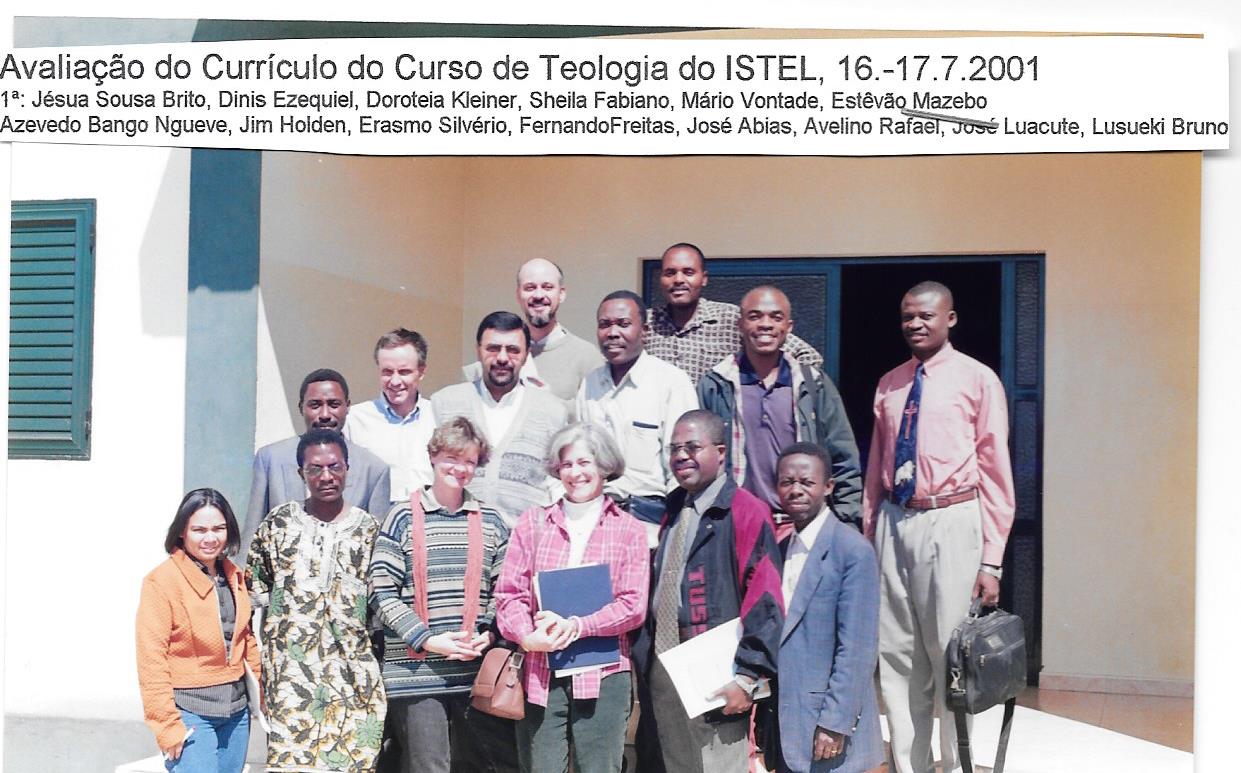 Avaliação do Currículo do Curso de Teologia do ISTEL, 16.-17.7.2001
1ª: Jésua Sousa Brito, Dinis Ezequiel, Doroteia Kleiner, Sheila Fabiano, Mário Vontade, Estêvão Mazebo
Azevedo Bango Ngueve, Jim Holden, Erasmo Silvério, FernandoFreitas, José Abias, Avelino Rafael, José Luacute, Lusueki Bruno
TUS